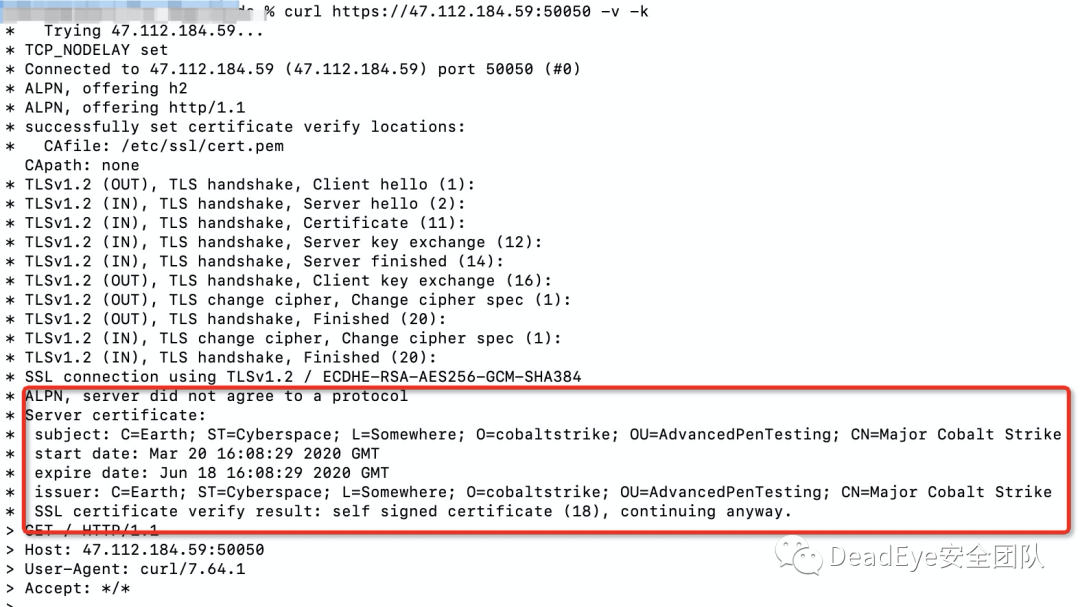 % curl https://47.112.184.59:50050 -v -k
*   Trying 47.112.184.59...
* TCP_NODELAY set
* Connected to 47.112.184.59 (47.112.184.59) port 50050 (#0)
* ALPN, offering h2
* ALPN, offering http/1.1
* successfully set certificate verify locations:
*   CAfile: /etc/ssl/cert.pem
  CApath: none
* TLSv1.2 (OUT), TLS handshake, Client hello (1):
* TLSv1.2 (IN), TLS handshake, Server hello (2):
* TLSv1.2 (IN), TLS handshake, Certificate (11):
* TLSv1.2 (IN), TLS handshake, Server key exchange (12):
* TLSv1.2 (IN), TLS handshake, Server finished (14):
* TLSv1.2 (OUT), TLS handshake, Client key exchange (16):
* TLSv1.2 (OUT), TLS change cipher, Change cipher spec (1):
* TLSv1.2 (OUT), TLS handshake, Finished (20):
* TLSv1.2 (IN), TLS change cipher, Change cipher spec (1):
* TLSv1.2 (IN), TLS handshake, Finished (20):
* SSL connection using TLSv1.2 / ECDHE-RSA-AES256-GCM-SHA384
* ALPN, server did not agree to a protocol
* Server certificate:
*  subject: C=Earth; ST=Cyberspace; L=Somewhere; O=cobaltstrike; OU=AdvancedPenTesting; CN=Major Cobalt Strike
*  start date: Mar 20 16:08:29 2020 GMT
*  expire date: Jun 18 16:08:29 2020 GMT
*  issuer: C=Earth; ST=Cyberspace; L=Somewhere; O=cobaltstrike; OU=AdvancedPenTesting; CN=Major Cobalt Strike
*  SSL certificate verify result: self signed certificate (18), continuing anyway.
> GET / HTTP/1.1
> Host: 47.112.184.59:50050
> User-Agent: curl/7.64.1
> Accept: */*
>
DeadEye安全团队